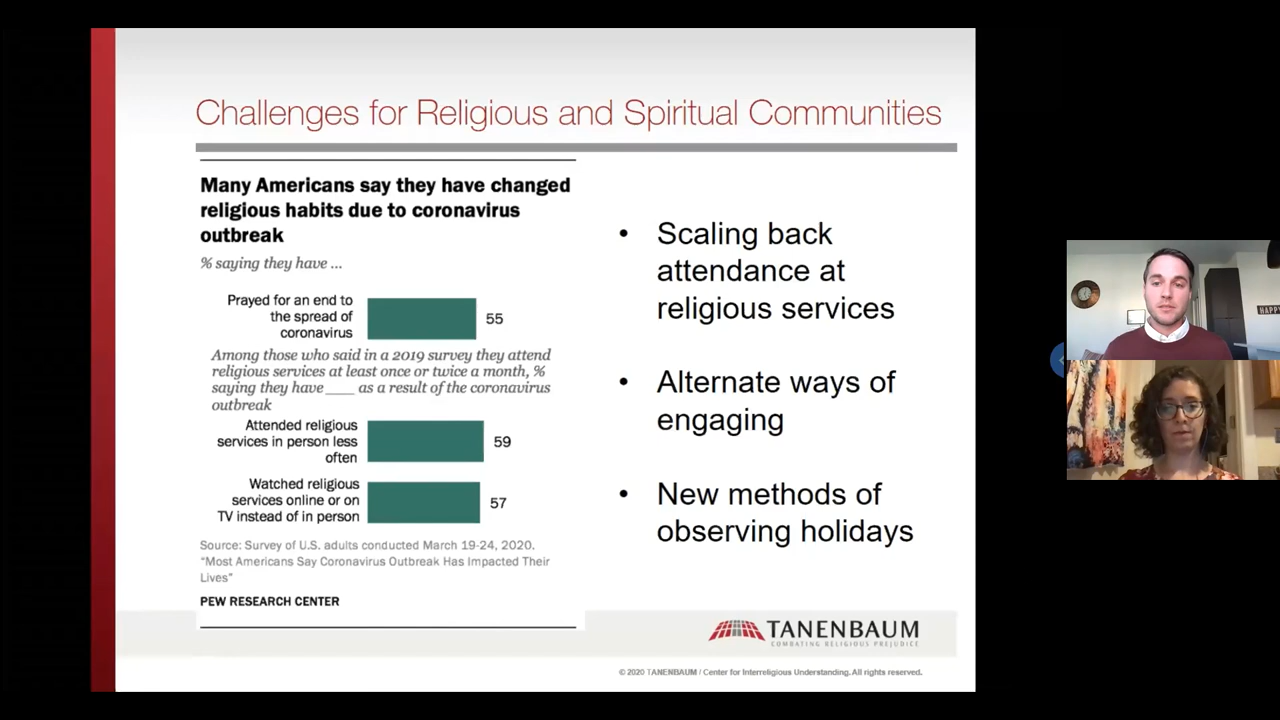 Challenges for Religious and Spiritual Communities
Many Americans say they have changed
religious habits due to coronavirus
outbreak
% saying they have ...
Prayed for an end to
the spread of
coronavirus
55
Among those who said in a 2019 survey they attend
religious services at least once or twice a month, %
saying they have ___ as a result of the coronavirus
outbreak
Attended religious
services in person less
often
59
Watched religious
services online or on
TV instead of in person
57
Source: Survey of U.S. adults conducted March 19-24, 2020.
“Most Americans Say Coronavirus Outbreak Has Impacted Their
Lives”
PEW RESEARCH CENTER
• Scaling back
attendance at
religious services
• Alternate ways of
engaging
• New methods of
observing holidays
TANENBAUM
COMBATING RELIGIOUS PREJUDICE
© 2020 TANENBAUM / Center for Interreligious Understanding. All rights reserved.
HAPPY